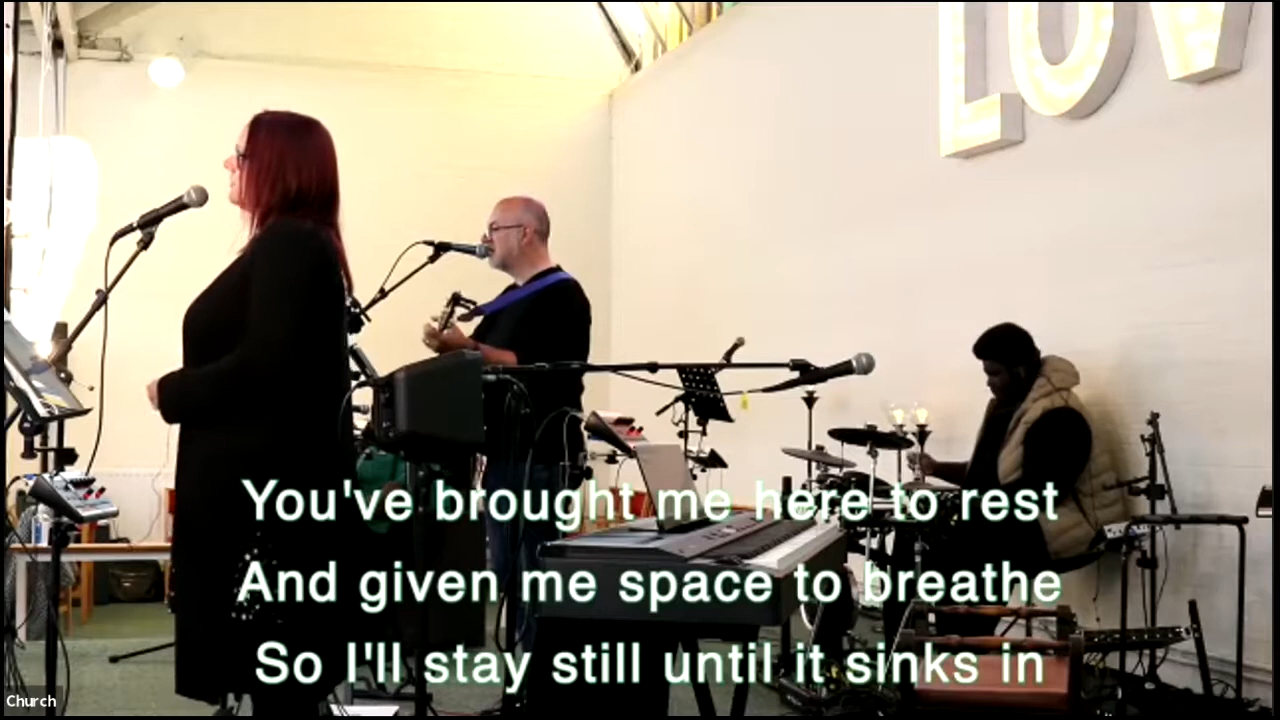 LOV
You've brought me here to rest
And given me space to breathe
So I'll stay still until it sinks in
Church